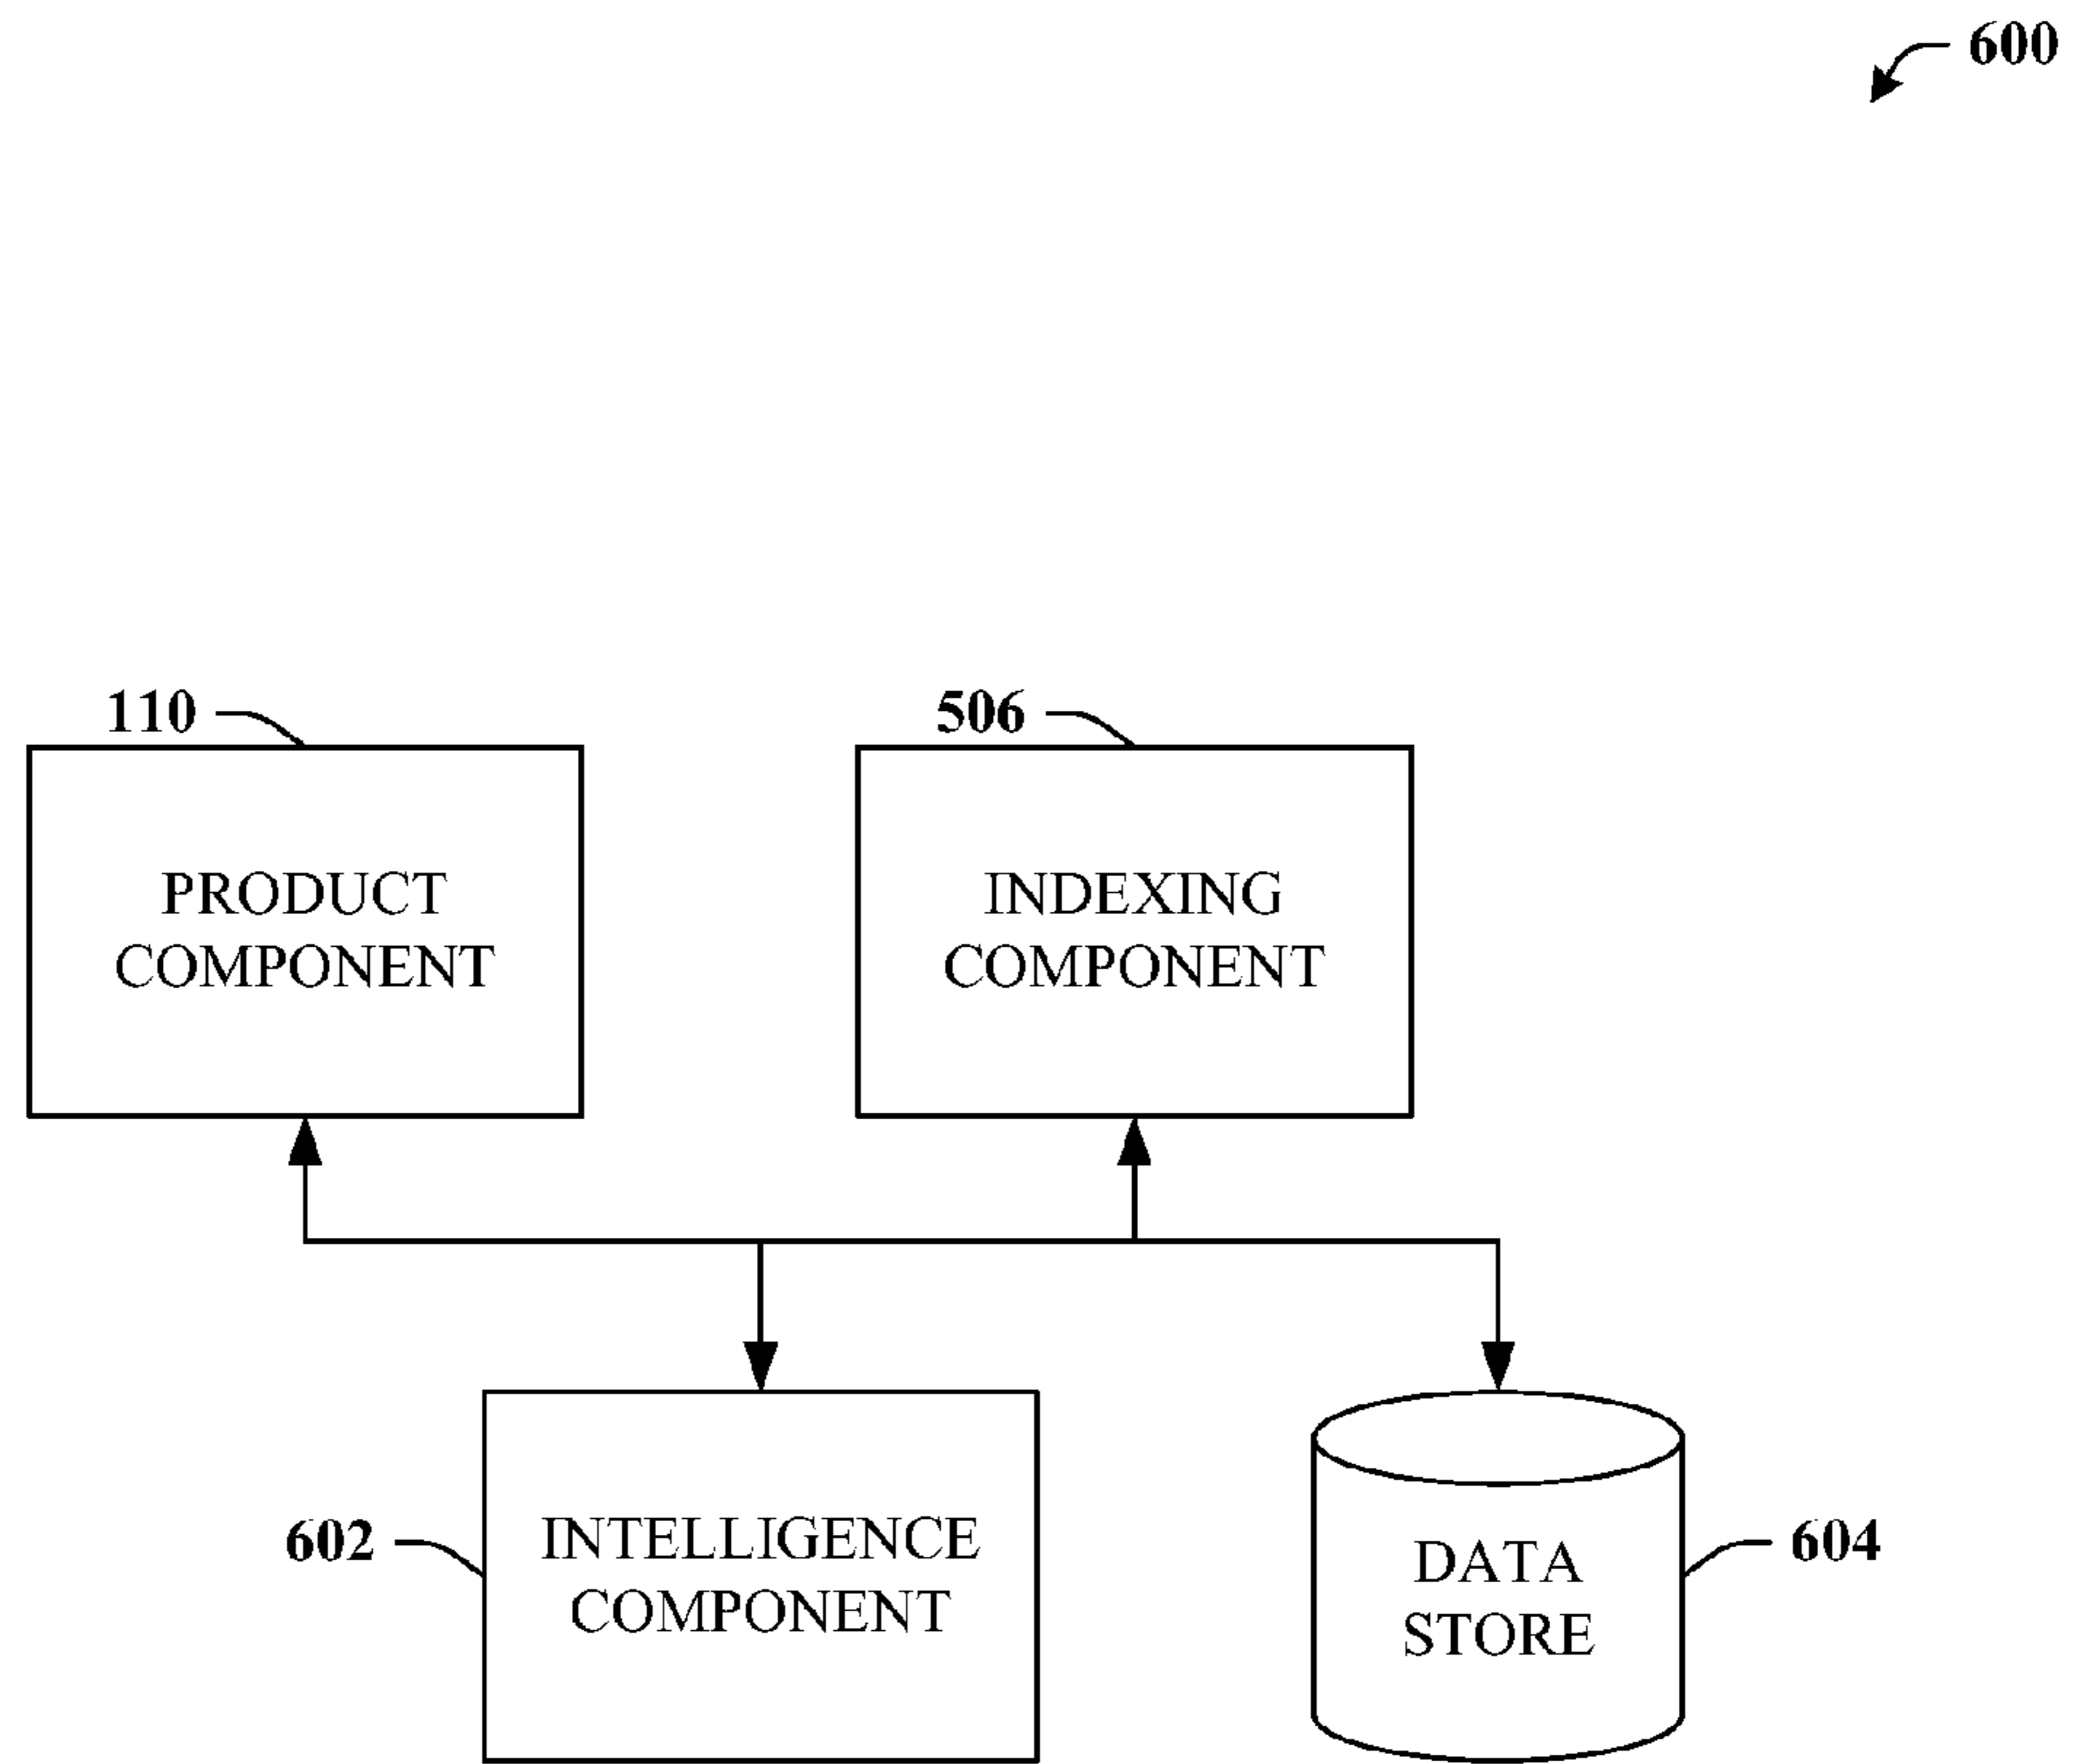 600
110
506
PRODUCT
COMPONENT
INDEXING
COMPONENT
602
INTELLIGENCE
COMPONENT
DATA
STORE
604